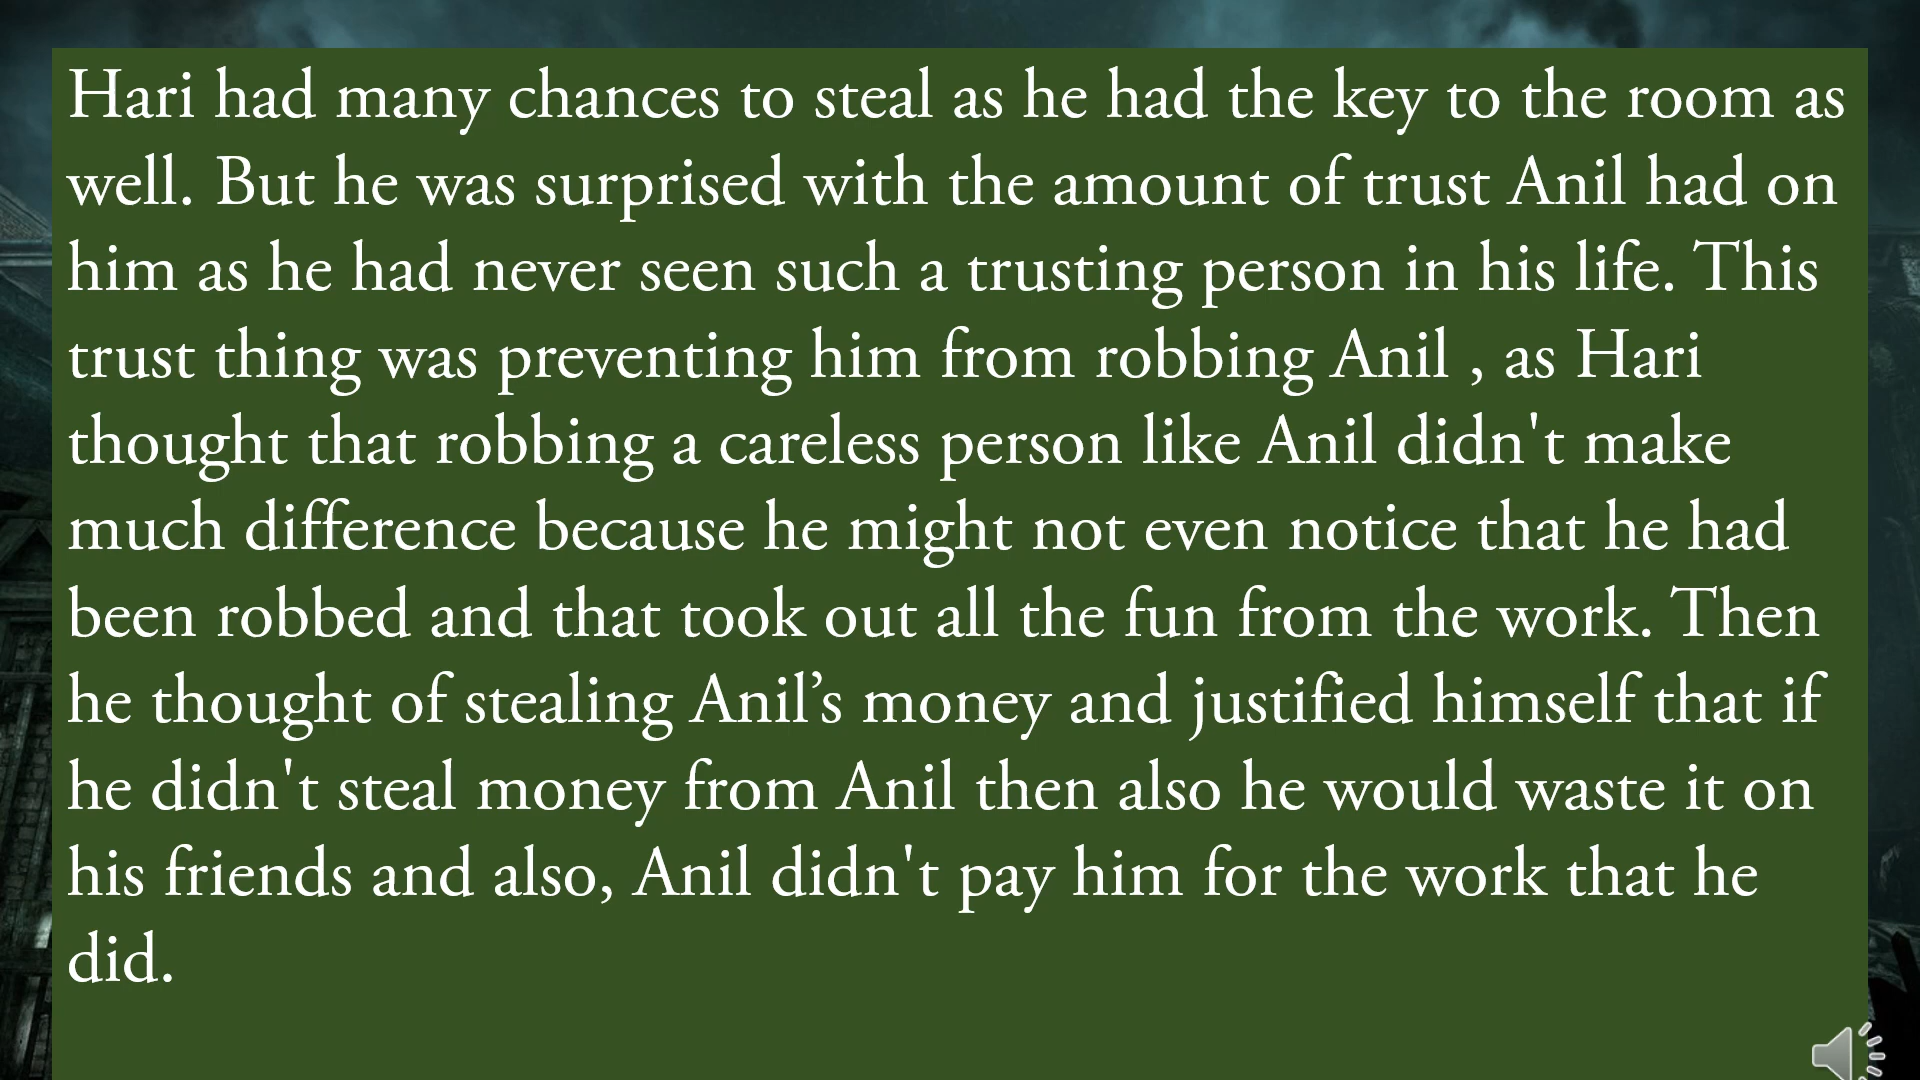 Hari had many chances to steal as he had the key to the room as
well. But he was surprised with the amount of trust Anil had on
him as he had never seen such a trusting person in his life. This
trust thing was preventing him from robbing Anil , as Hari
thought that robbing a careless person like Anil didn't make
much difference because he might not even notice that he had
been robbed and that took out all the fun from the work. Then
he thought of stealing Anil’s money and justified himself that if
he didn't steal money from Anil then also he would waste it on
his friends and also, Anil didn't pay him for the work that he
did.